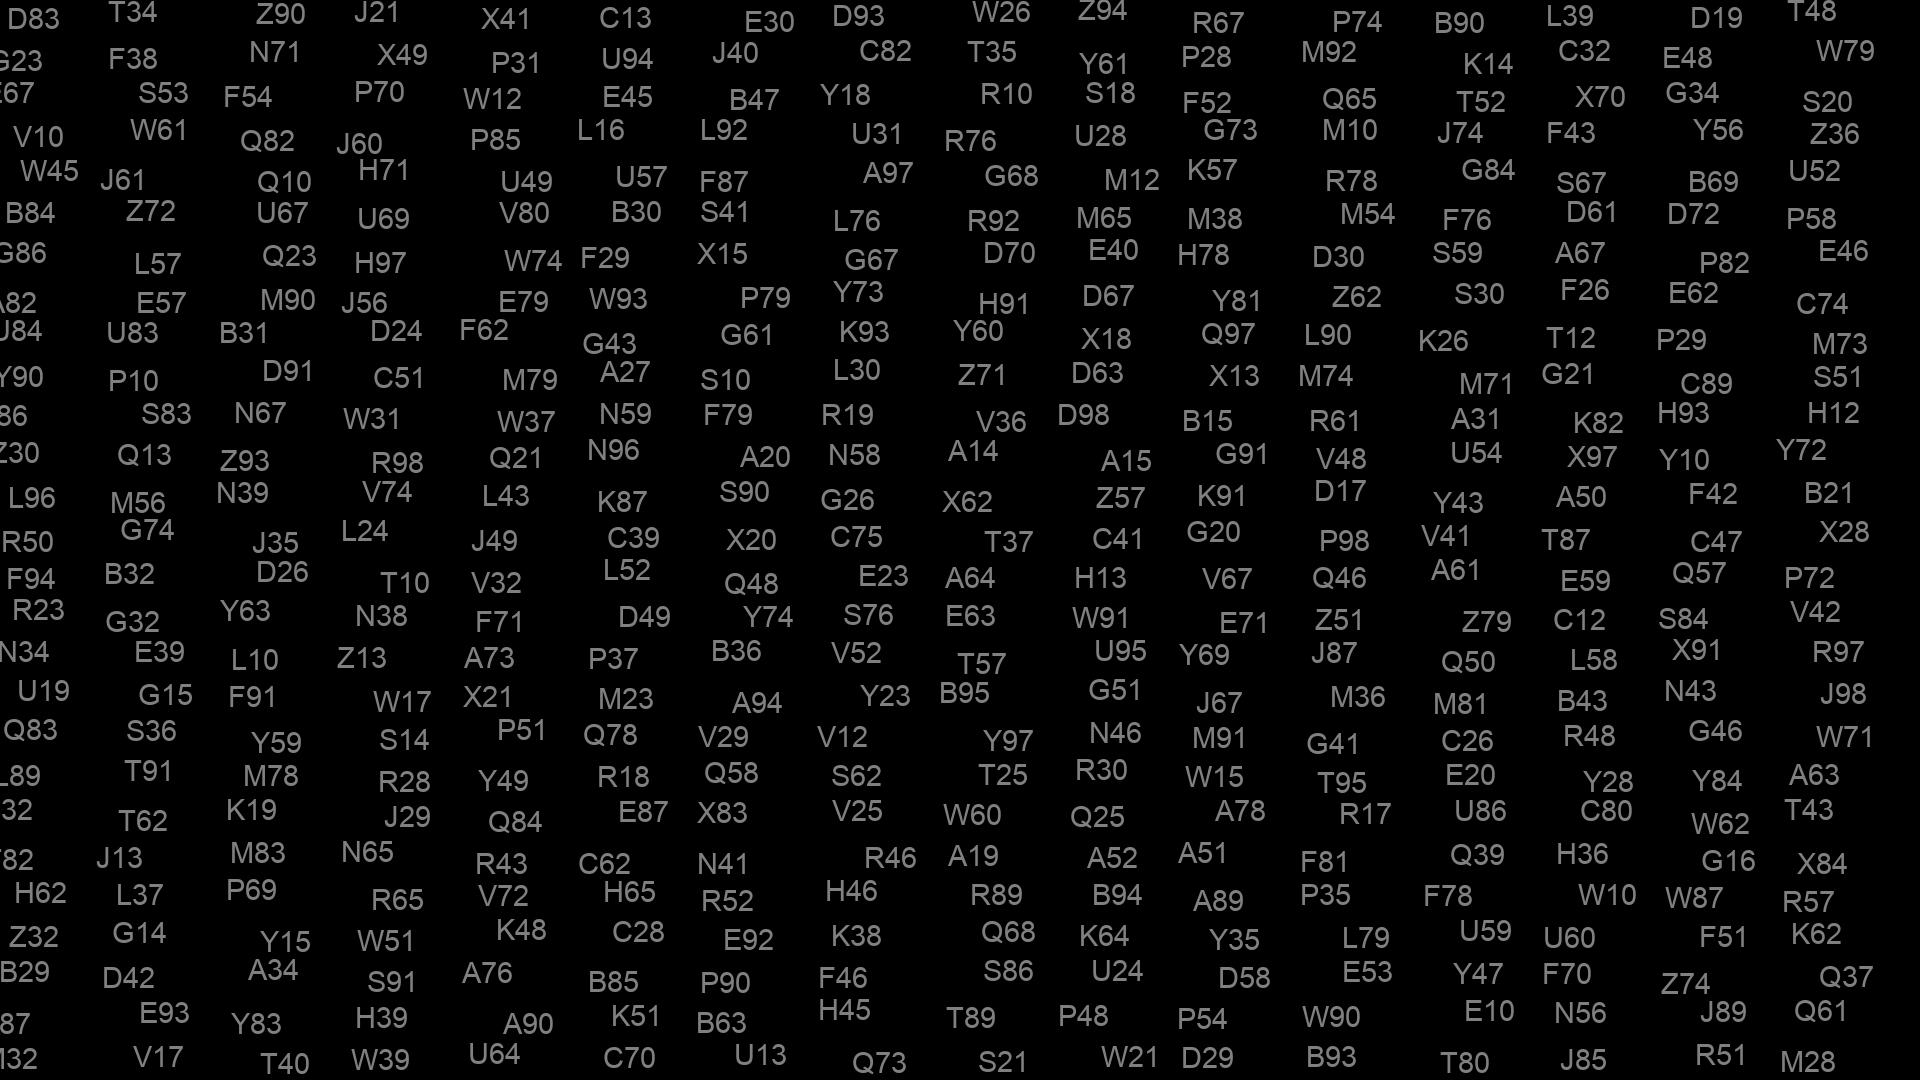 D83 T34 Z90 J21 X41 C13 E30 D93 W26 Z94 R67 P74 B90 L39 D19 T48
G23 F38 N71 X49 P31 U94 J40 C82 T35 Y61 P28 M92 K14 C32 E48 W79
S53 F54 P70 W12 E45 B47 Y18 R10 S18 F52 Q65 T52 X70 G34 S20
V10 W61 Q82 J60 P85 L16 L92 U31 R76 U28 G73 M10 J74 F43 Y56 Z36
W45 J61 Q10 H71 U49 U57 F87 A97 G68 M12 K57 R78 G84 S67 B69 U52
B84 Z72 U67 U69 V80 B30 S41 L76 R92 M65 M38 M54 F76 D61 D72 P58
G86 L57 Q23 H97 W74 F29 X15 G67 D70 E40 H78 D30 S59 A67 P82 E46
A82 E57 M90 J56 E79 W93 P79 Y73 H91 D67 Y81 Z62 S30 F26 E62 C74
U84 U83 B31 D24 F62 G43 G61 K93 Y60 X18 Q97 L90 K26 T12 P29 M73
Y90 P10 D91 C51 M79 A27 S10 L30 Z71 D63 X13 M74 M71 G21 C89 S51
S83 N67 W31 W37 N59 F79 R19 V36 D98 B15 R61 A31 K82 H93 H12
Z30 Q13 Z93 R98 Q21 N96 A20 N58 A14 A15 G91 V48 U54 X97 Y10 Y72
L96 M56 N39 V74 L43 K87 S90 G26 X62 Z57 K91 D17 Y43 A50 F42 B21
R50 G74 J35 L24 J49 C39 X20 C75 T37 C41 G20 P98 V41 T87 C47 X28
F94 B32 D26 T10 V32 L52 Q48 E23 A64 H13 V67 Q46 A61 E59 Q57 P72
R23 G32 Y63 N38 F71 D49 Y74 S76 E63 W91 E71 Z51 Z79 C12 S84 V42
N34 E39 L10 Z13 A73 P37 B36 V52 T57 U95 Y69 J87 Q50 L58 X91 R97
U19 G15 F91 W17 X21 M23 A94 Y23 B95 G51 J67 M36 M81 B43 N43 J98
Q83 S36 Y59 S14 P51 Q78 V29 V12 Y97 N46 M91 G41 C26 R48 G46 W71
L89 T91 M78 R28 Y49 R18 Q58 S62 T25 R30 W15 T95 E20 Y28 Y84 A63
32 T62 K19 J29 Q84 E87 X83 V25 W60 Q25 A78 R17 U86 C80 W62 T43
J13 M83 N65 R43 C62 N41 R46 A19 A52 A51 F81 Q39 H36 G16 X84
H62 L37 P69 R65 V72 H65 R52 H46 R89 B94 A89 P35 F78 W10 W87 R57
Z32 G14 Y15 W51 K48 C28 E92 K38 Q68 K64 Y35 L79 U59 U60 F51 K62
B29 D42 A34 S91 A76 B85 P90 F46 S86 U24 D58 E53 Y47 F70 Z74 Q37
87 E93 Y83 H39 A90 K51 B63 H45 T89 P48 P54 W90 E10 N56 J89 Q61
M32 V17 T40 W39 U64 C70 U13 Q73 S21 W21 D29 B93 T80 J85 R51 M28